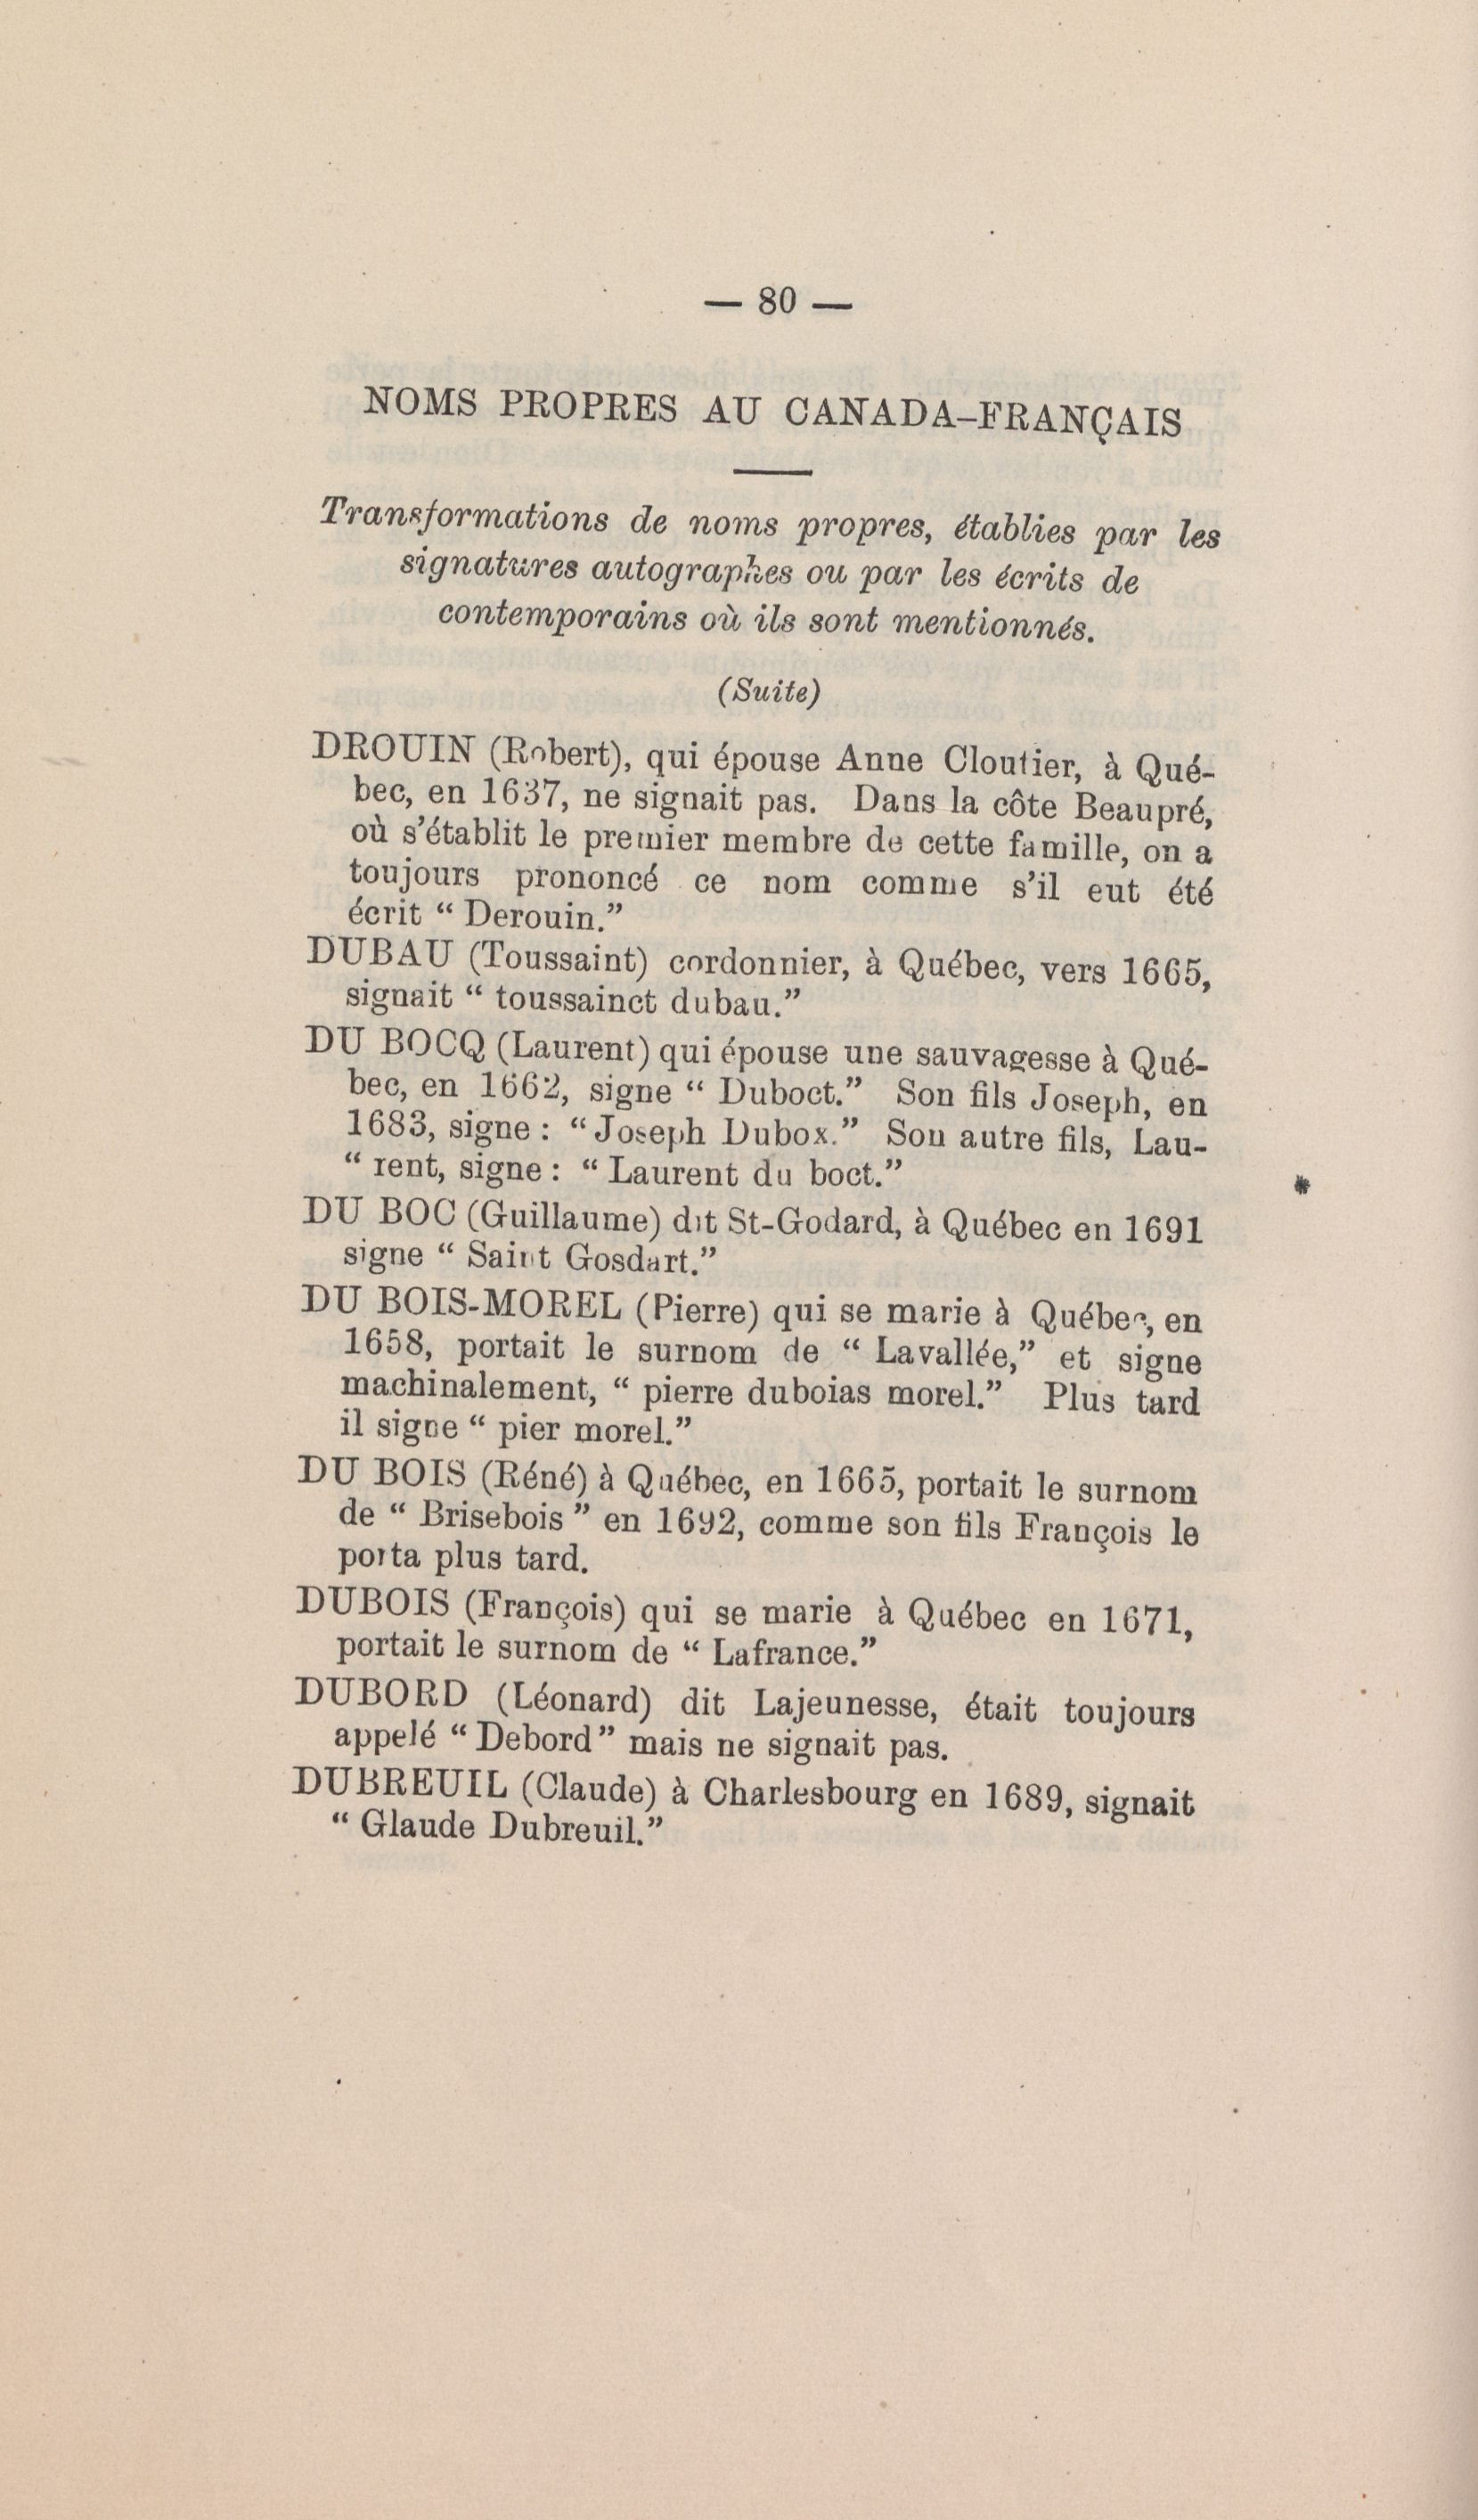 — 80 —
NOMS PROPRES AU CANADA-FRANÇAIS
Transformations de noms propres, établies par les
signatures autographes ou par les écrits de
contemporains où ils sont mentionnés.
(Suite)
DROUIN (Robert), qui épouse Anne Cloutier, à Qué-
bec, en 1637, ne signait pas. Dans la côte Beaupré,
où s'établit le premier membre de cette famille, on a
toujours prononcé ce nom comme s'il eut été
écrit “ Derouin.”
DUBAU (Toussaint) cordonnier, à Québec, vers 1665,
signait “ toussainct dubau.”
DU BOCQ (Laurent) qui épouse une sauvagesse à Qué-
bec, en 1662, signe “ Duboct.” Son fils Joseph, en
1683, signe : “ Joseph Dubox.” Son autre fils, Lau-
“ rent, signe : “ Laurent du boct.”
DU BOC (Guillaume) dit St-Godard, à Québec en 1691
signe “ Saint Gosdart.”
DU BOIS-MOREL (Pierre) qui se marie à Québec, en
1658, portait le surnom de “ Lavallée,” et signe
machinalement, “ pierre duboias morel.” Plus tard
il signe “ pier morel.”
DU BOIS (Réné) à Québec, en 1665, portait le surnom
de “ Brisebois ” en 1692, comme son fils François le
porta plus tard.
DUBOIS (François) qui se marie à Québec en 1671,
portait le surnom de “ Lafrance.”
DUBORD (Léonard) dit Lajeunesse, était toujours
appelé “ Debord” mais ne signait pas.
DUBREUIL (Claude) à Charlesbourg en 1689, signait
“ Glaude Dubreuil.”